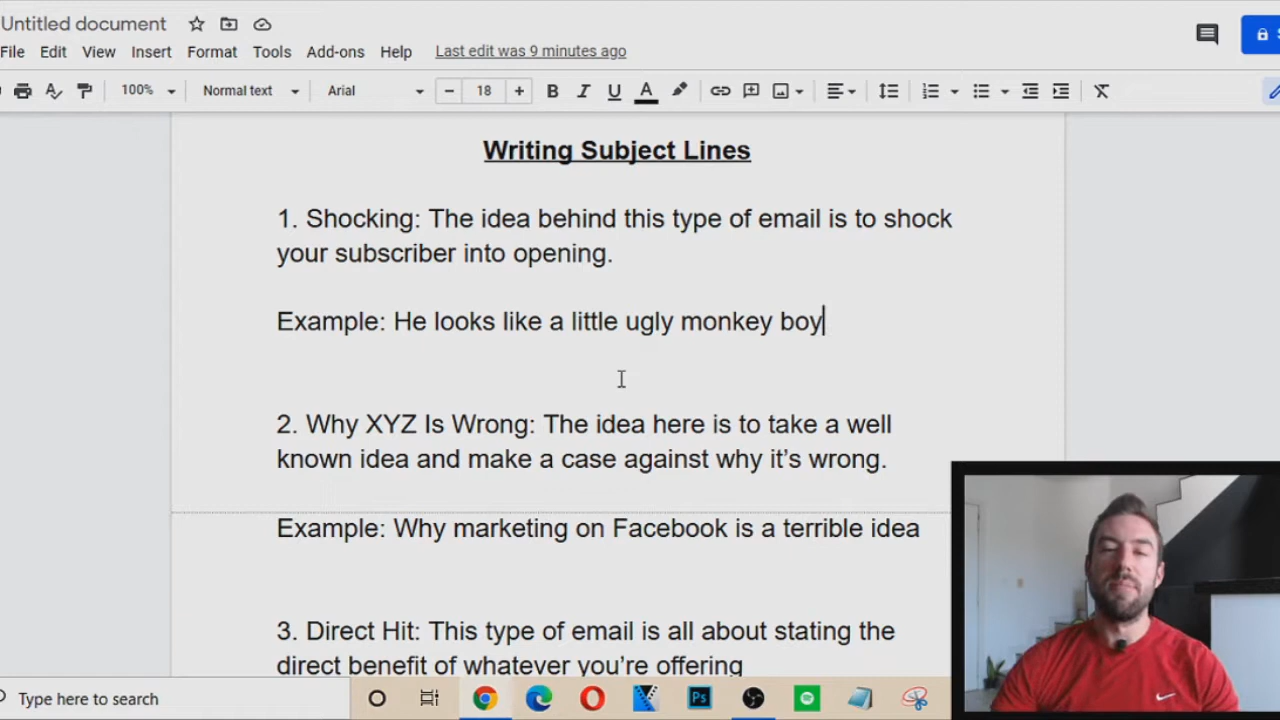 Untitled document
File Edit View Insert Format Tools Add-ons Help Last edit was 9 minutes ago
100% Normal text Arial 18 B I U A
Writing Subject Lines
1. Shocking: The idea behind this type of email is to shock
your subscriber into opening.
Example: He looks like a little ugly monkey boy
2. Why XYZ Is Wrong: The idea here is to take a well
known idea and make a case against why it’s wrong.
Example: Why marketing on Facebook is a terrible idea
3. Direct Hit: This type of email is all about stating the
direct benefit of whatever you’re offering
Type here to search
Ps